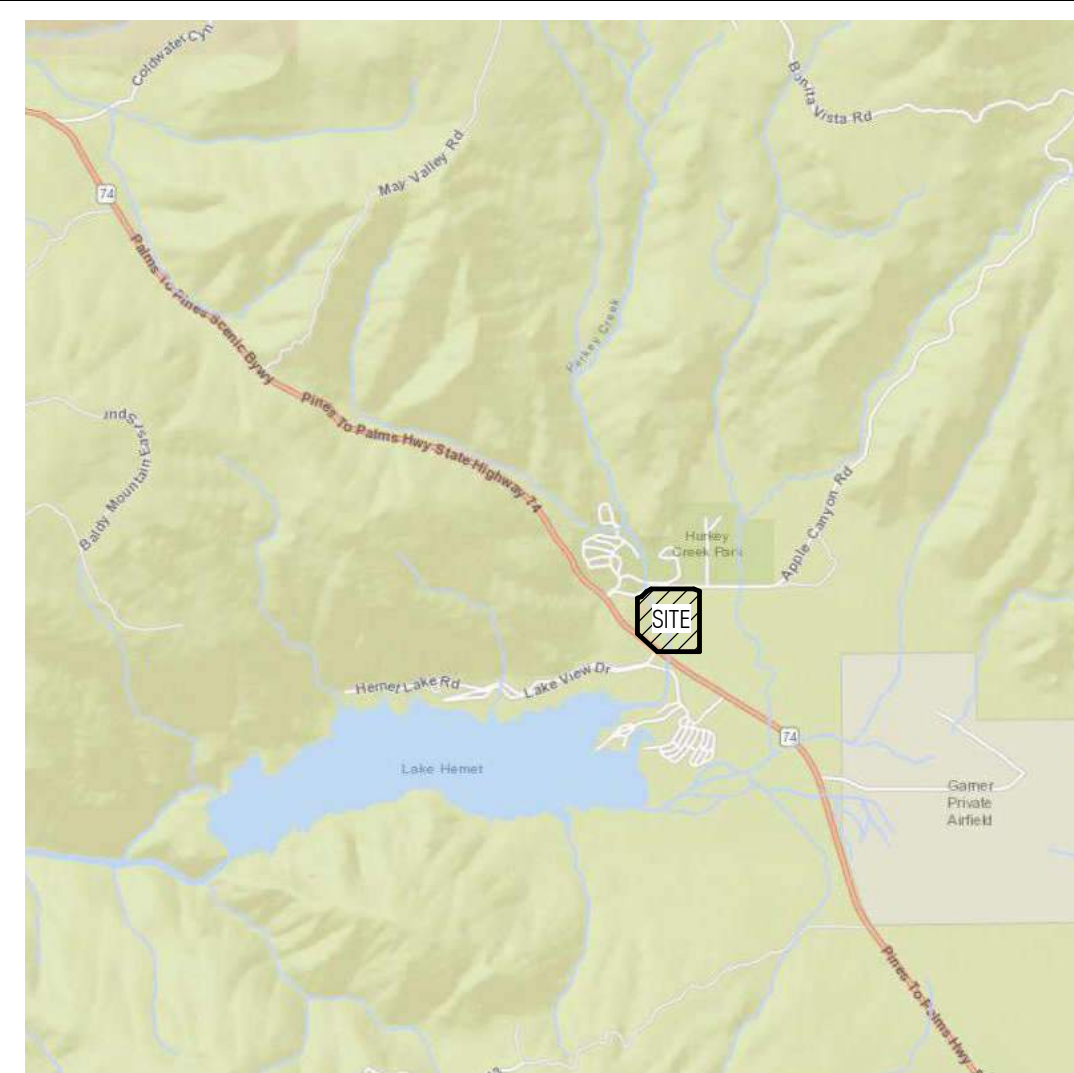 Coldwater Cyn
Bonita Vista Rd
May Valley Rd
74
Palms To Pines Scenic Bywy
Pines To Palms Hwy State Highway 74
Baldy Mountain East Spur
Hurkey
Creek Park
Apple Canyon Rd
SITE
Hemet Lake Rd
Lake View Dr
74
Lake Hemet
Garner
Private
Airfield
Pines To Palms Hwy